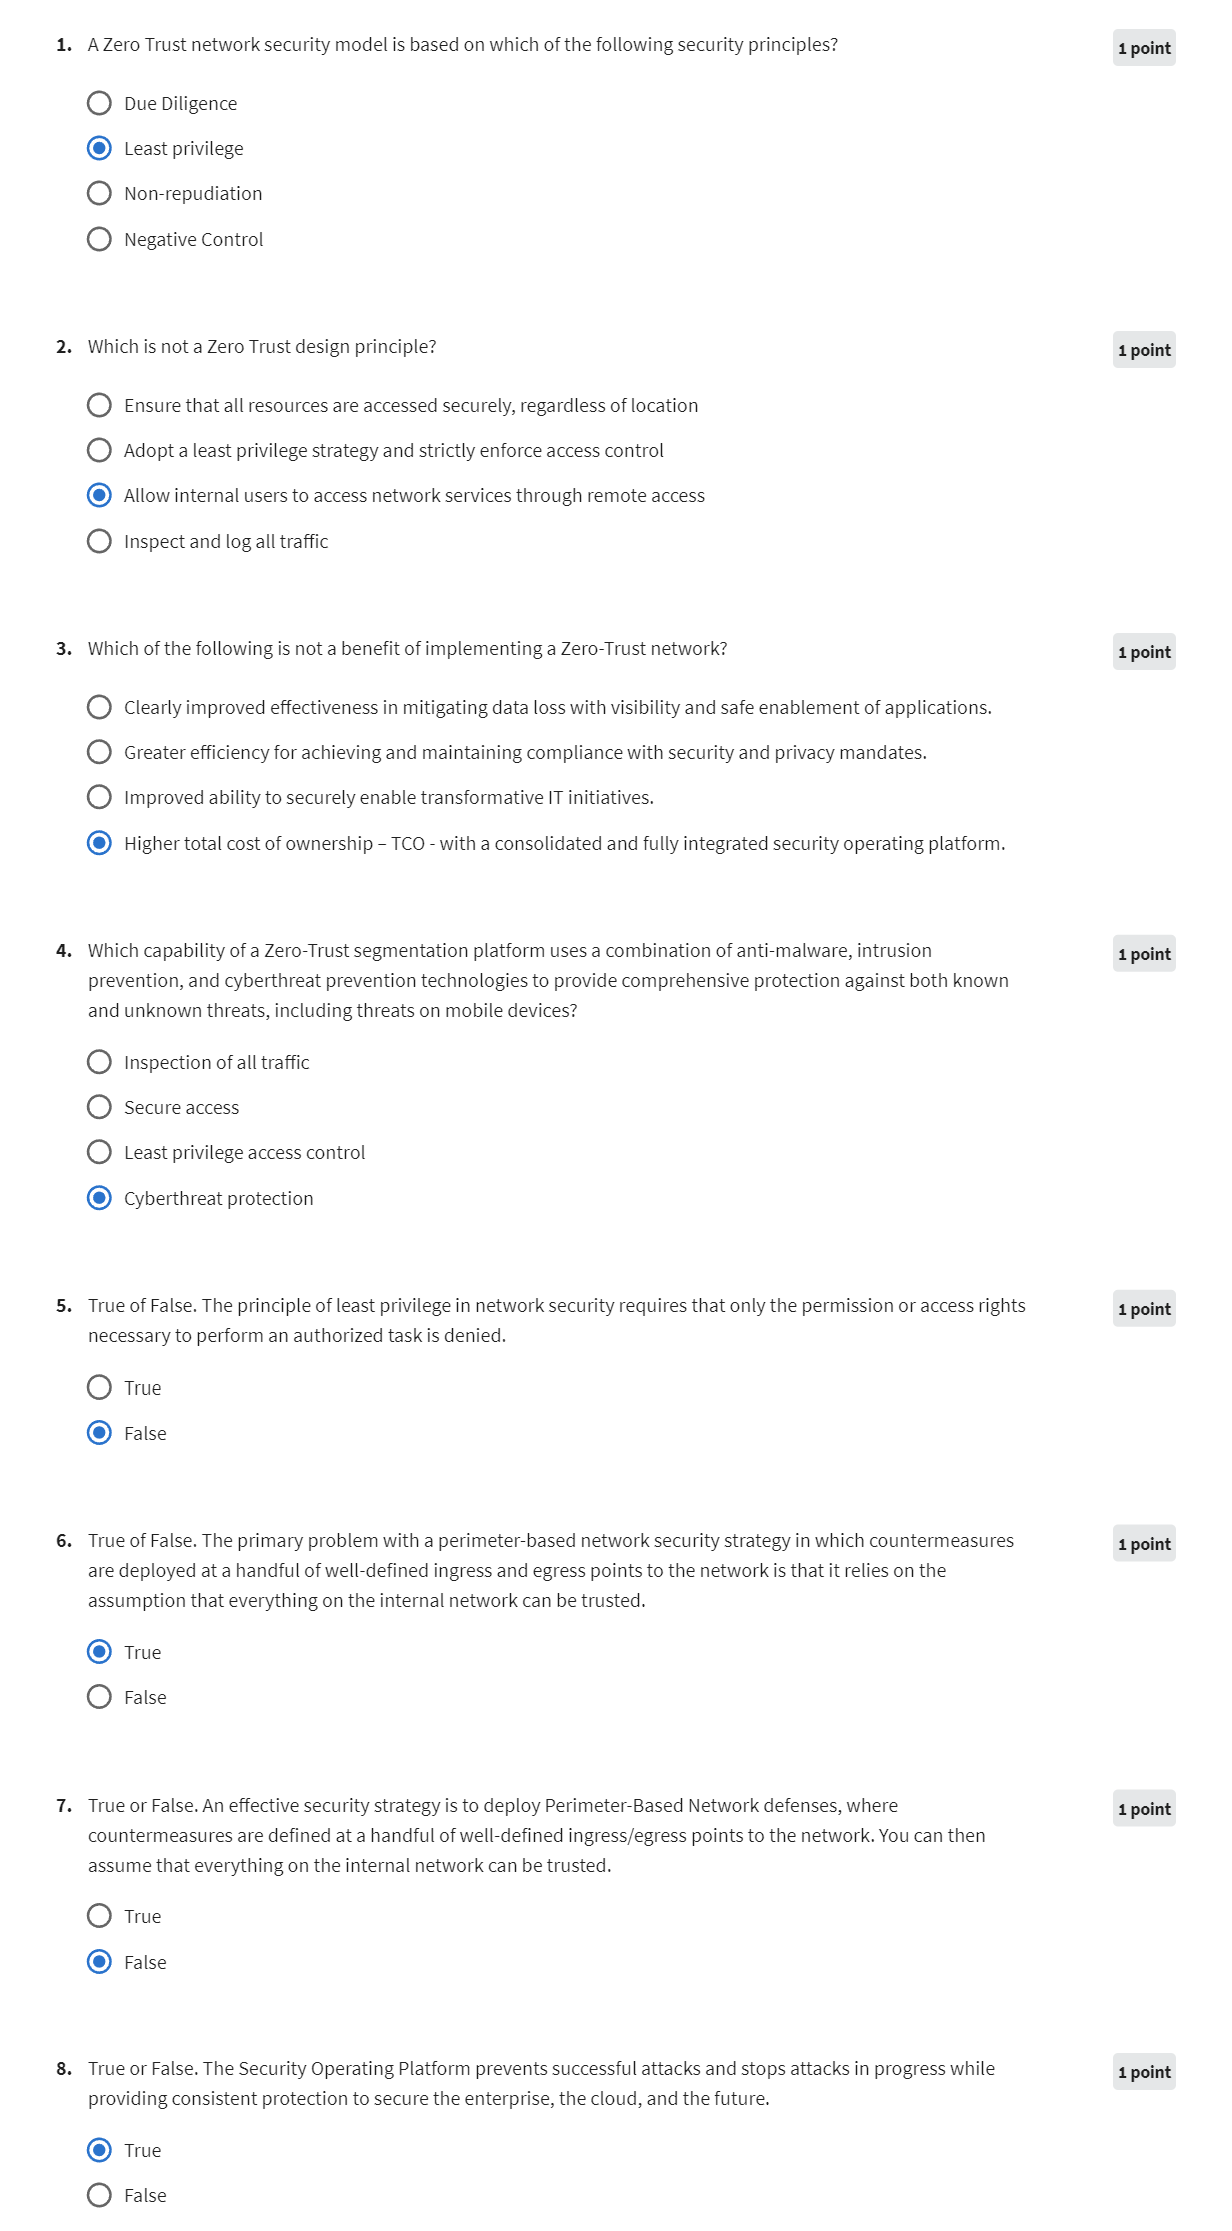 1. A Zero Trust network security model is based on which of the following security principles?
1 point
Due Diligence
Least privilege
Non-repudiation
Negative Control
2. Which is not a Zero Trust design principle?
1 point
Ensure that all resources are accessed securely, regardless of location
Adopt a least privilege strategy and strictly enforce access control
Allow internal users to access network services through remote access
Inspect and log all traffic
3. Which of the following is not a benefit of implementing a Zero-Trust network?
1 point
Clearly improved effectiveness in mitigating data loss with visibility and safe enablement of applications.
Greater efficiency for achieving and maintaining compliance with security and privacy mandates.
Improved ability to securely enable transformative IT initiatives.
Higher total cost of ownership – TCO - with a consolidated and fully integrated security operating platform.
4. Which capability of a Zero-Trust segmentation platform uses a combination of anti-malware, intrusion
1 point
prevention, and cyberthreat prevention technologies to provide comprehensive protection against both known
and unknown threats, including threats on mobile devices?
Inspection of all traffic
Secure access
Least privilege access control
Cyberthreat protection
5. True of False. The principle of least privilege in network security requires that only the permission or access rights
1 point
necessary to perform an authorized task is denied.
True
False
6. True of False. The primary problem with a perimeter-based network security strategy in which countermeasures
1 point
are deployed at a handful of well-defined ingress and egress points to the network is that it relies on the
assumption that everything on the internal network can be trusted.
True
False
7. True or False. An effective security strategy is to deploy Perimeter-Based Network defenses, where
1 point
countermeasures are defined at a handful of well-defined ingress/egress points to the network. You can then
assume that everything on the internal network can be trusted.
True
False
8. True or False. The Security Operating Platform prevents successful attacks and stops attacks in progress while
1 point
providing consistent protection to secure the enterprise, the cloud, and the future.
True
False